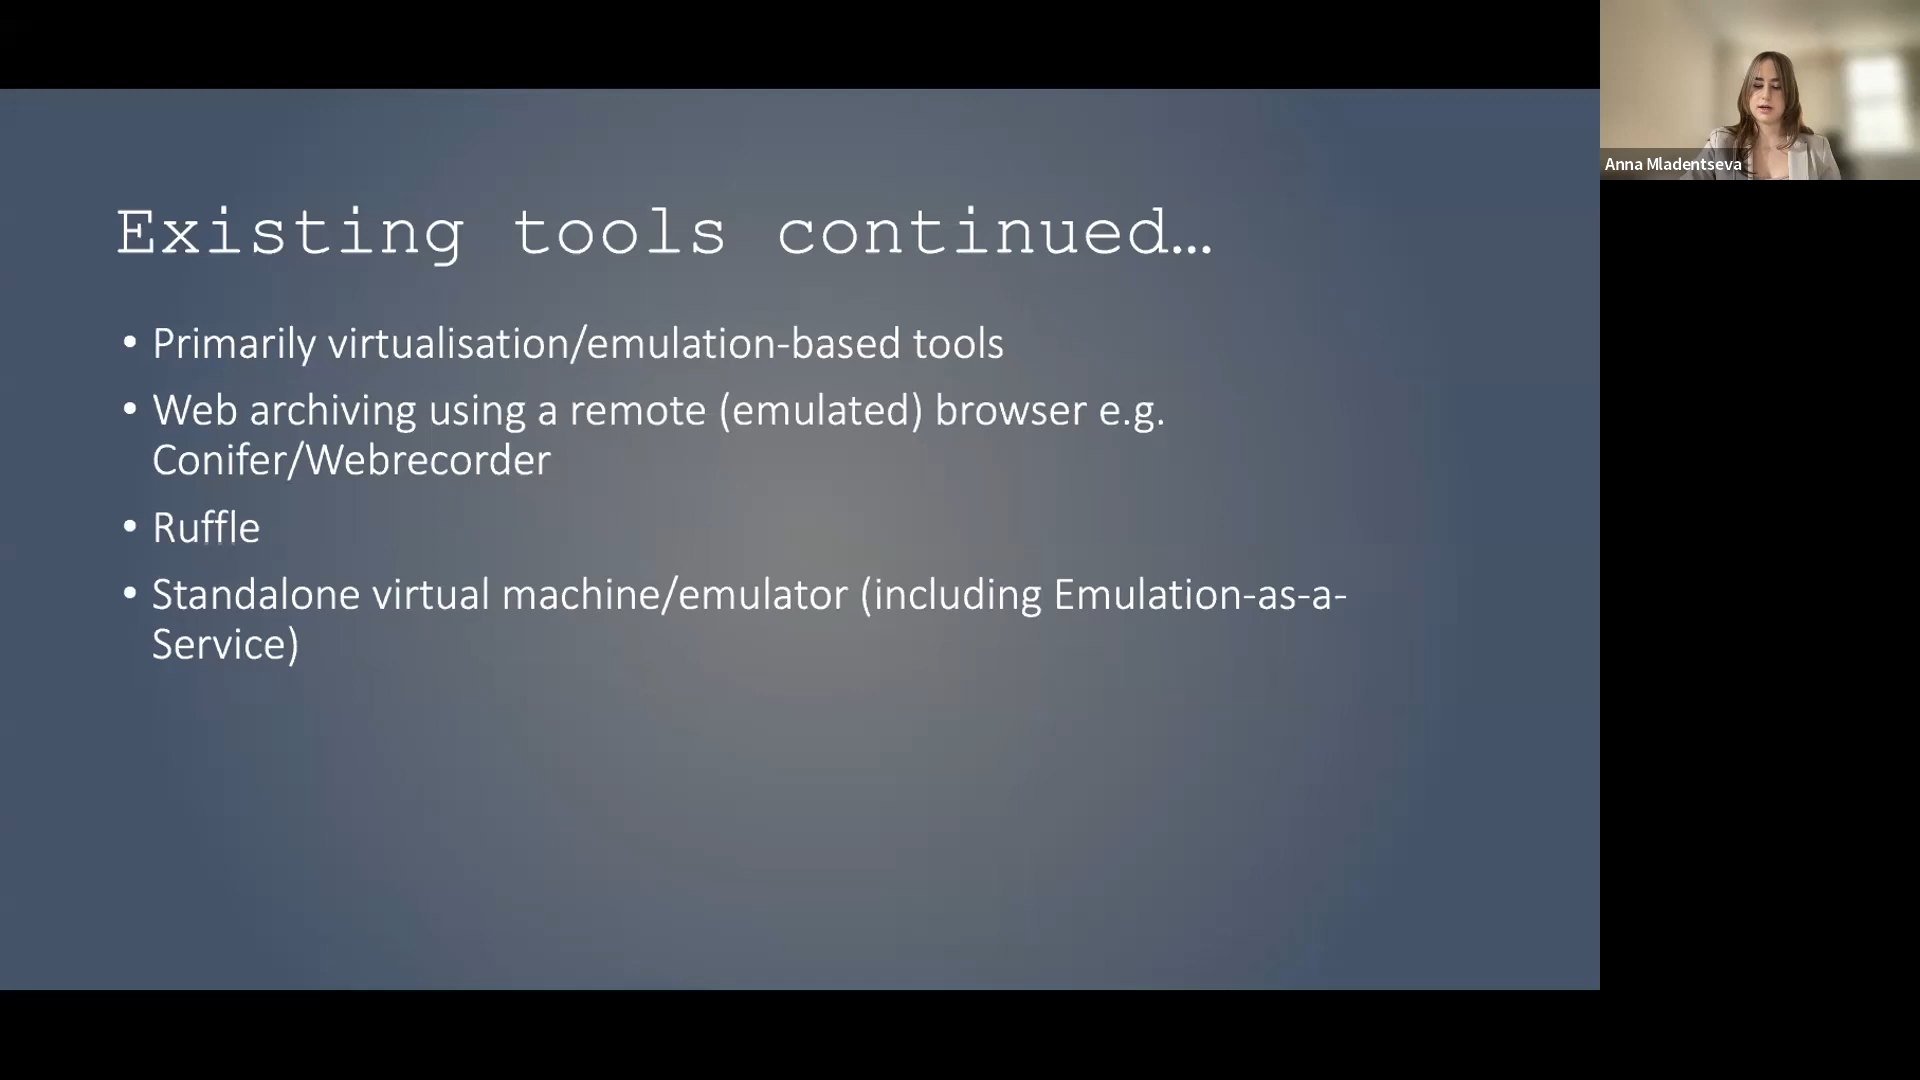 Existing tools continued…
• Primarily virtualisation/emulation-based tools
• Web archiving using a remote (emulated) browser e.g.
Conifer/Webrecorder
• Ruffle
• Standalone virtual machine/emulator (including Emulation-as-a-
Service)
Anna Mladentseva